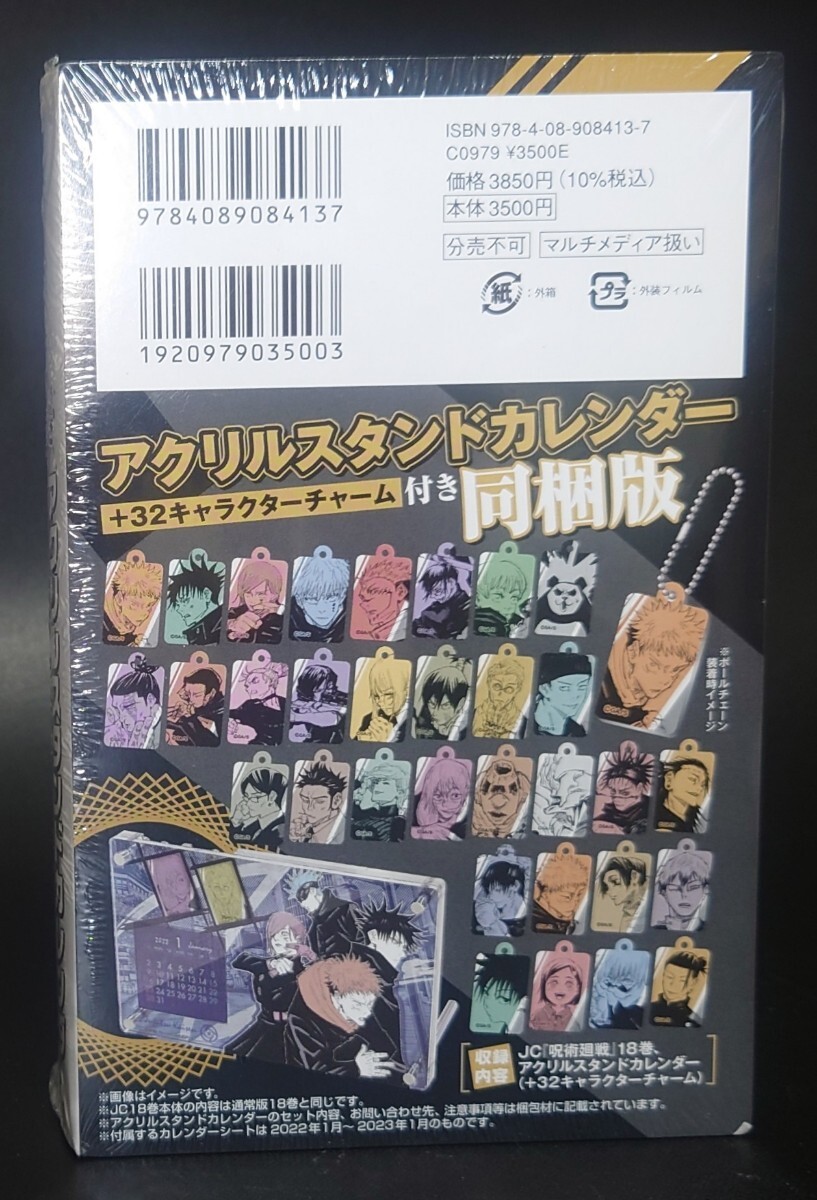 ISBN 978-4-08-908413-7
C0979 ¥3500E
価格3850円(10%税込)
本体3500円
9784089084137
分売不可 マルチメディア扱い
紙:外箱 プラ:外装フィルム
1920979035003
アクリルスタンドカレンダー
+32キャラクターチャーム付き同梱版
※ボールチェーン
装着時イメージ
2022 1 January
収録
内容
JC『呪術廻戦』18巻、
アクリルスタンドカレンダー
(+32キャラクターチャーム)
※画像はイメージです。
※JC18巻本体の内容は通常版18巻と同じです。
※アクリルスタンドカレンダーのセット内容、お問い合わせ先、注意事項等は梱包材に記載されています。
※付属するカレンダーシートは2022年1月~2023年1月のものです。